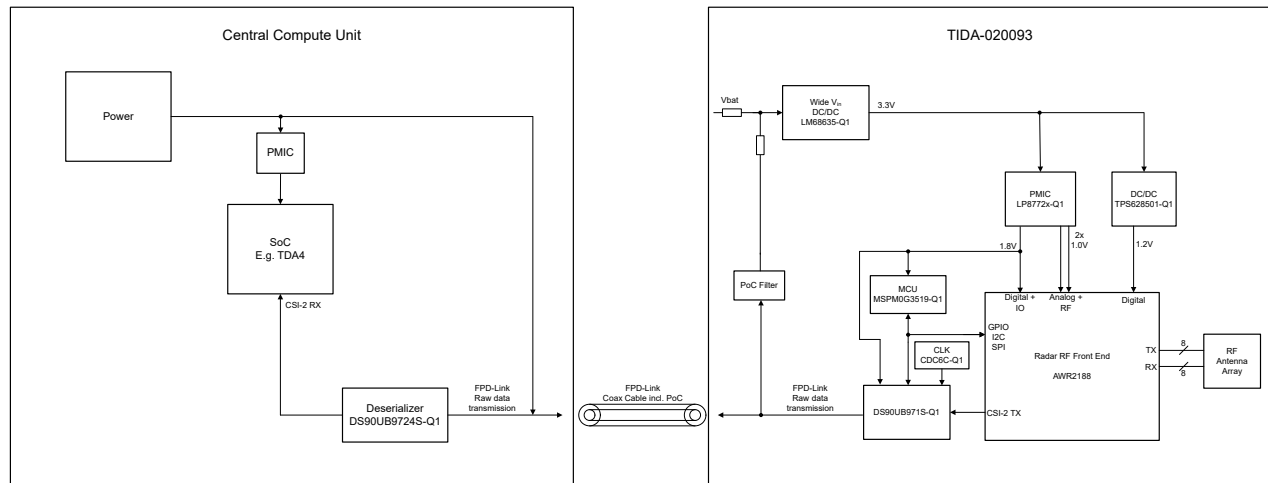 Central Compute Unit
TIDA-020093
Power
PMIC
SoC
E.g. TDA4
CSI-2 RX
Deserializer
DS90UB9724S-Q1
FPD-Link
Raw data
transmission
FPD-Link
Coax Cable incl. PoC
Vbat
Wide Vin
DC/DC
LM68635-Q1
3.3V
PMIC
LP8772x-Q1
DC/DC
TPS628501-Q1
1.8V
2x
1.0V
1.2V
PoC Filter
MCU
MSPM0G3519-Q1
CLK
CDC6C-Q1
FPD-Link
Raw data
transmission
DS90UB971S-Q1
Digital +
IO
Analog +
RF
Digital
GPIO
I2C
SPI
Radar RF Front End
AWR2188
CSI-2 TX
TX
RX
8
8
RF
Antenna
Array